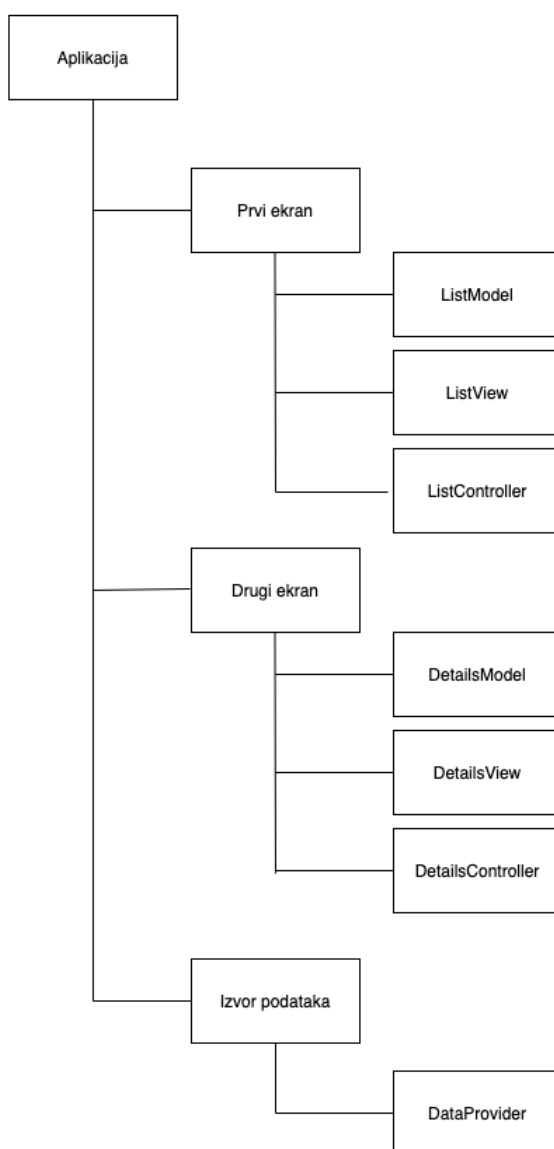 Aplikacija
Prvi ekran
ListModel
ListView
ListController
Drugi ekran
DetailsModel
DetailsView
DetailsController
Izvor podataka
DataProvider